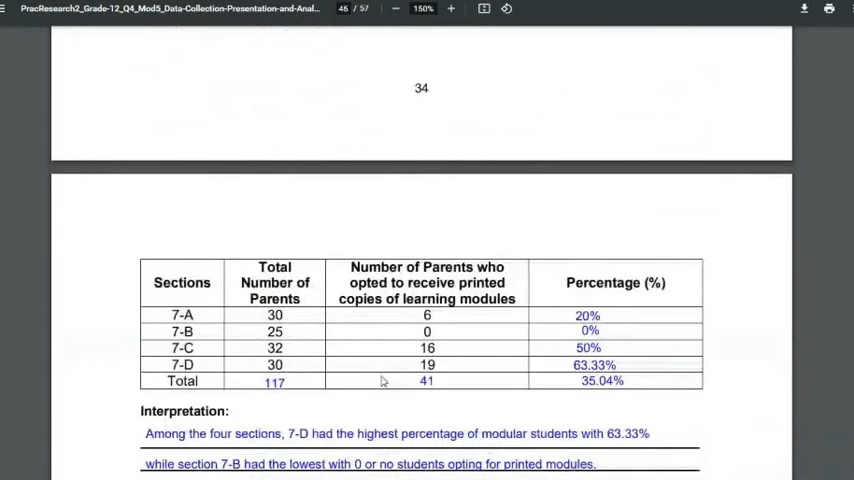 PracResearch2_Grade-12_Q4_Mod5_Data-Collection-Presentation-and-Anal... 46 / 57 150%
34
Sections Total Number of Parents Number of Parents who opted to receive printed copies of learning modules Percentage (%)
7-A 30 6 20%
7-B 25 0 0%
7-C 32 16 50%
7-D 30 19 63.33%
Total 117 41 35.04%
Interpretation:
Among the four sections, 7-D had the highest percentage of modular students with 63.33%
while section 7-B had the lowest with 0 or no students opting for printed modules.